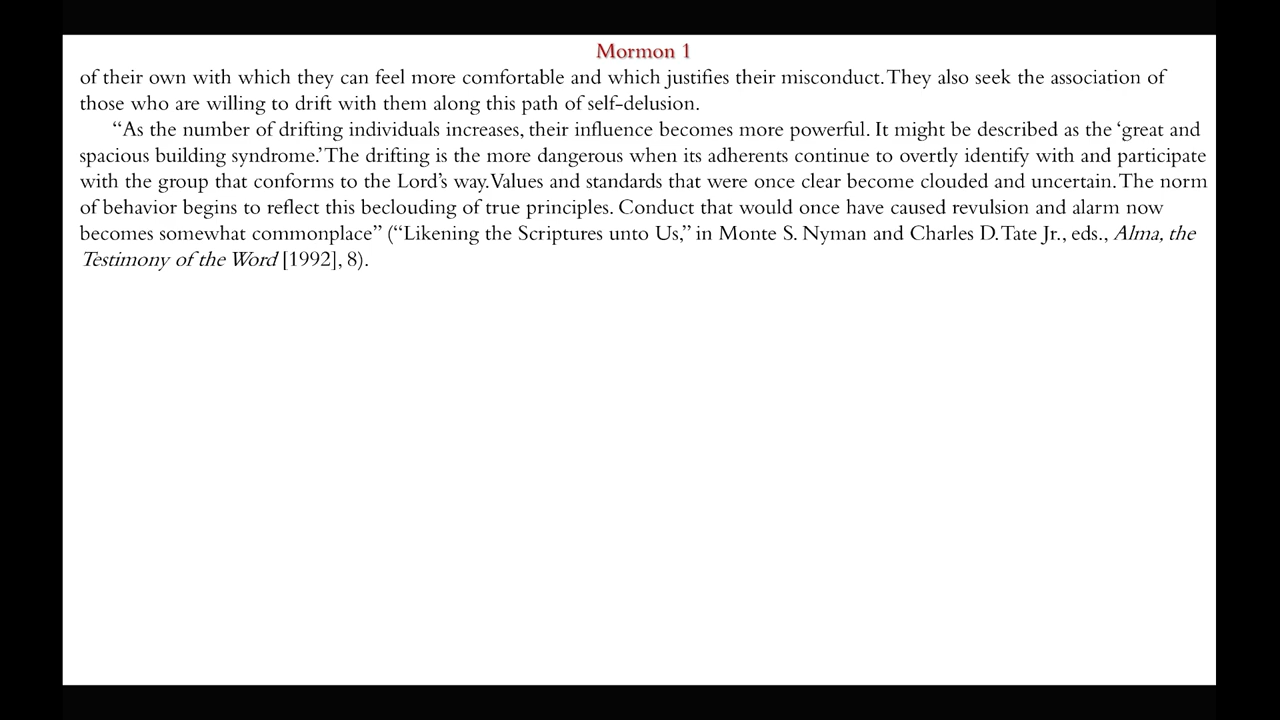 Mormon 1
of their own with which they can feel more comfortable and which justifies their misconduct. They also seek the association of
those who are willing to drift with them along this path of self-delusion.
“As the number of drifting individuals increases, their influence becomes more powerful. It might be described as the ‘great and
spacious building syndrome.’ The drifting is the more dangerous when its adherents continue to overtly identify with and participate
with the group that conforms to the Lord’s way. Values and standards that were once clear become clouded and uncertain. The norm
of behavior begins to reflect this beclouding of true principles. Conduct that would once have caused revulsion and alarm now
becomes somewhat commonplace” (“Likening the Scriptures unto Us,” in Monte S. Nyman and Charles D. Tate Jr., eds., Alma, the
Testimony of the Word [1992], 8).